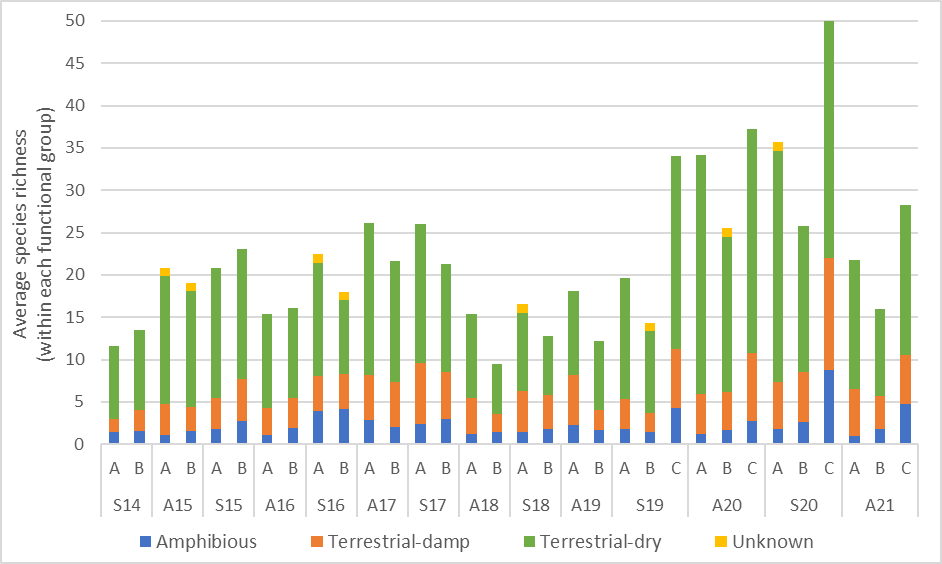 50
45
40
35
30
25
20
15
10
5
0
Average species richness
(within each functional group)
A B A B A B A B A B A B A B A B A B A B A B C A B C A B C A B C
S14 A15 S15 A16 S16 A17 S17 A18 S18 A19 S19 A20 S20 A21
Amphibious Terrestrial-damp Terrestrial-dry Unknown